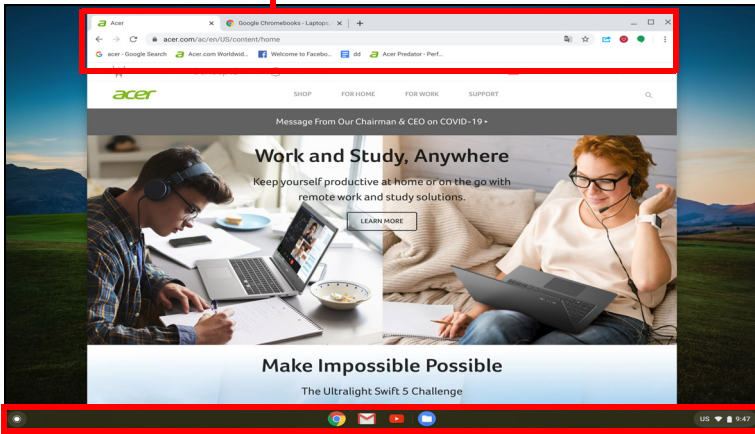 Acer
Google Chromebooks - Laptops,
acer.com/ac/en/US/content/home
acer - Google Search
Acer.com Worldwid...
Welcome to Facebo...
dd
Acer Predator - Perf...
acer
SHOP
FOR HOME
FOR WORK
SUPPORT
Message From Our Chairman & CEO on COVID-19
Work and Study, Anywhere
Keep yourself productive at home or on the go with
remote work and study solutions.
LEARN MORE
Make Impossible Possible
The Ultralight Swift 5 Challenge
US
9:47